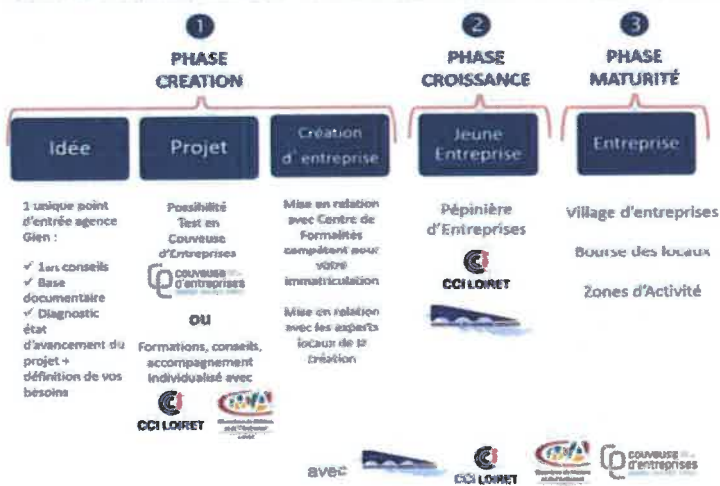 1
PHASE
CREATION
2
PHASE
CROISSANCE
3
PHASE
MATURITÉ
Idée
Projet
Création
d'entreprise
Jeune
Entreprise
Entreprise
1 unique point
d'entrée agence
Gien :
✓ 1ers conseils
✓ Base
documentaire
✓ Diagnostic
état
d'avancement du
projet +
définition de vos
besoins
Possibilité
Test en
Couveuse
d'Entreprises
couveuse
d'entreprises
OU
Formations, conseils,
accompagnement
individualisé avec
CCI LOIRET
Mise en relation
avec Centre de
Formalités
compétent pour
votre
immatriculation
Mise en relation
avec les experts
locaux de la
création
Pépinière
d'Entreprises
CCI LOIRET
Village d'entreprises
Bourse des locaux
Zones d'Activité
avec
CCI LOIRET
couveuse
d'entreprises